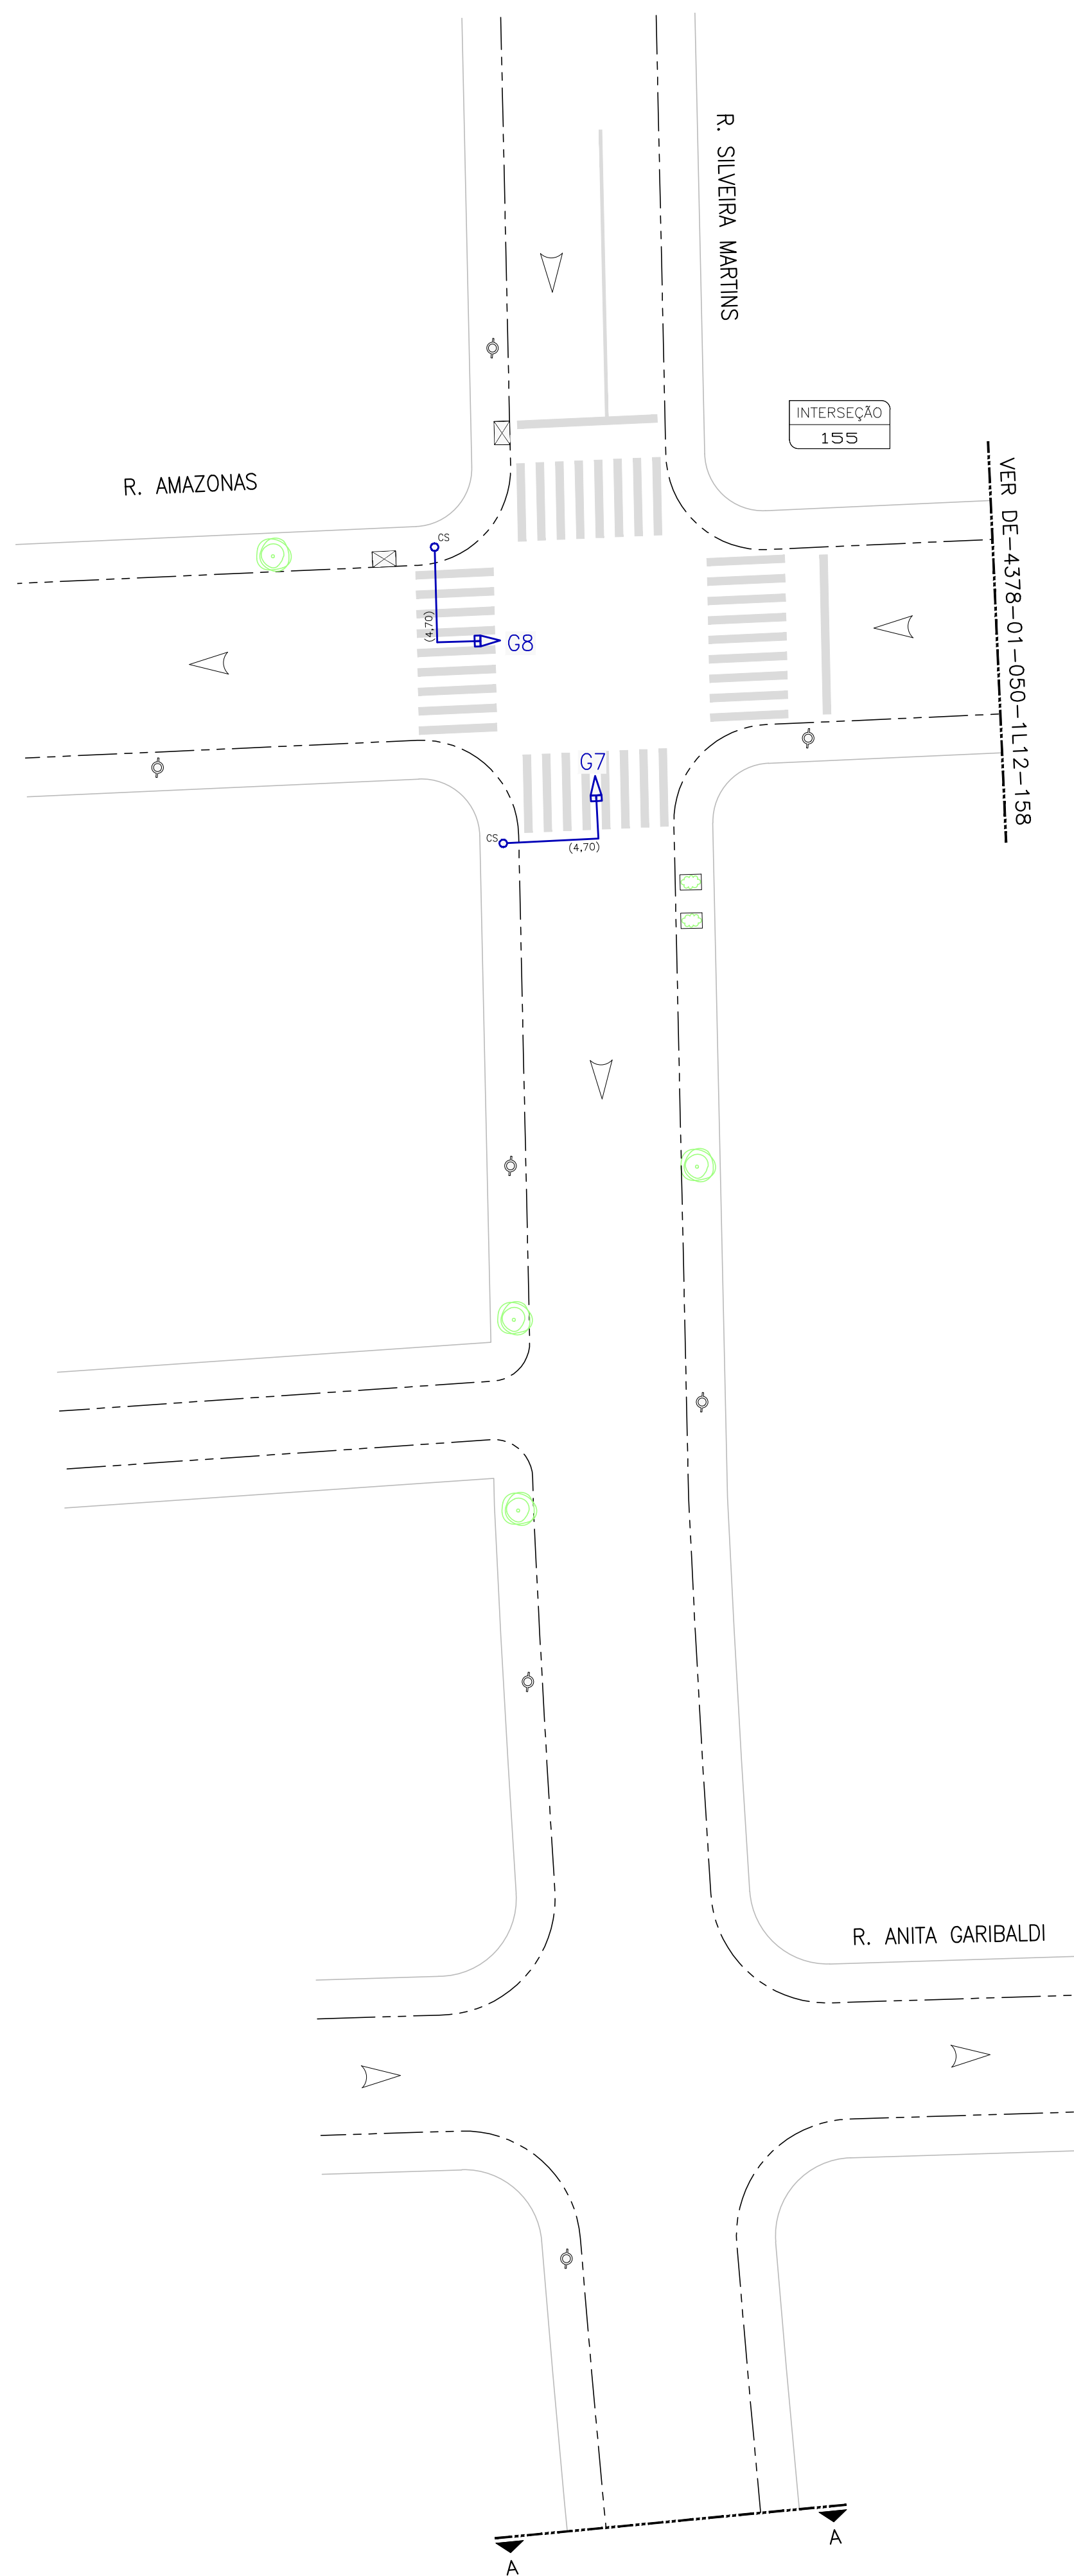 R. SILVEIRA MARTINS
INTERSEÇÃO
155
VER DE-4378-01-050-1L12-158
R. AMAZONAS
CS
(4,70)
G8
G7
CS
(4,70)
R. ANITA GARIBALDI
A
A